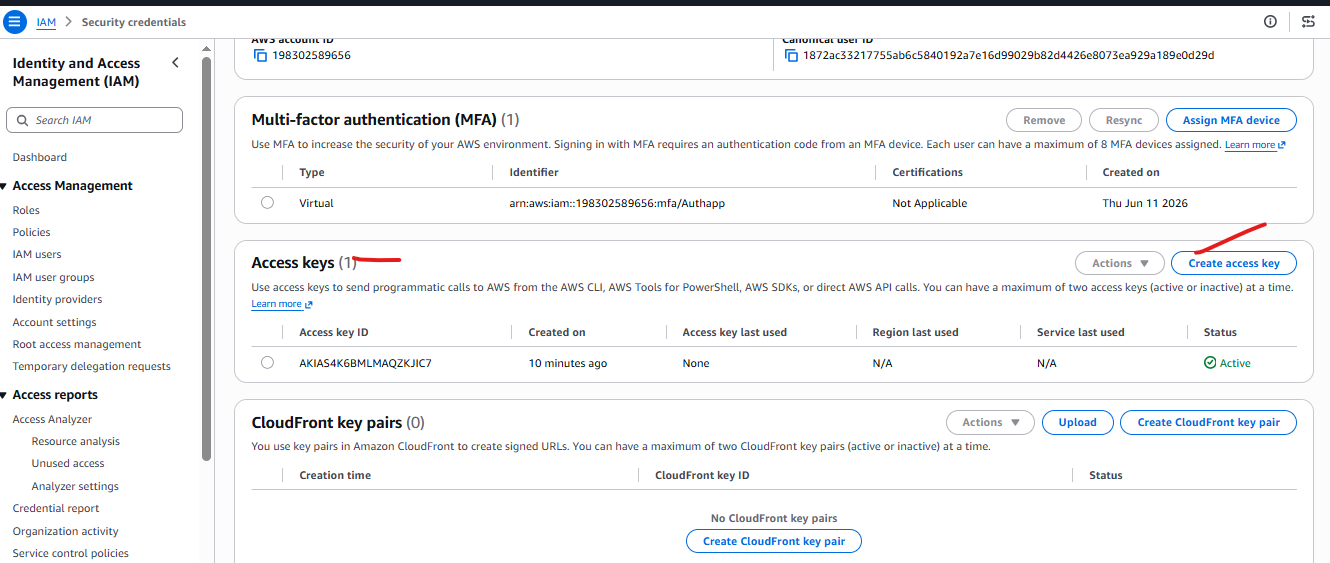 IAM > Security credentials
Identity and Access Management (IAM)
Search IAM
Dashboard
Access Management
Roles
Policies
IAM users
IAM user groups
Identity providers
Account settings
Root access management
Temporary delegation requests
Access reports
Access Analyzer
Resource analysis
Unused access
Analyzer settings
Credential report
Organization activity
Service control policies
AWS account ID
198302589656
Canonical user ID
1872ac33217755ab6c5840192a7e16d99029b82d4426e8073ea929a189e0d29d
Multi-factor authentication (MFA) (1)
Remove
Resync
Assign MFA device
Use MFA to increase the security of your AWS environment. Signing in with MFA requires an authentication code from an MFA device. Each user can have a maximum of 8 MFA devices assigned. Learn more
Type Identifier Certifications Created on
Virtual arn:aws:iam::198302589656:mfa/Authapp Not Applicable Thu Jun 11 2026
Access keys (1)
Actions
Create access key
Use access keys to send programmatic calls to AWS from the AWS CLI, AWS Tools for PowerShell, AWS SDKs, or direct AWS API calls. You can have a maximum of two access keys (active or inactive) at a time.
Learn more
Access key ID Created on Access key last used Region last used Service last used Status
AKIAS4K6BMLMAQZKJIC7 10 minutes ago None N/A N/A Active
CloudFront key pairs (0)
Actions
Upload
Create CloudFront key pair
You use key pairs in Amazon CloudFront to create signed URLs. You can have a maximum of two CloudFront key pairs (active or inactive) at a time.
Creation time CloudFront key ID Status
No CloudFront key pairs
Create CloudFront key pair